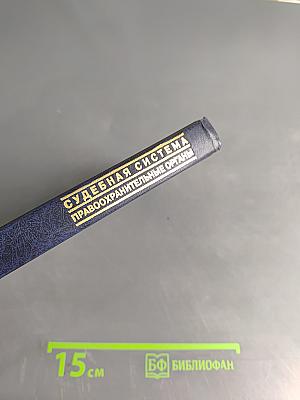 СУДЕБНАЯ СИСТЕМА
ПРАВООХРАНИТЕЛЬНЫЕ ОРГАНЫ
15 см
БФ БИБЛИОФАН